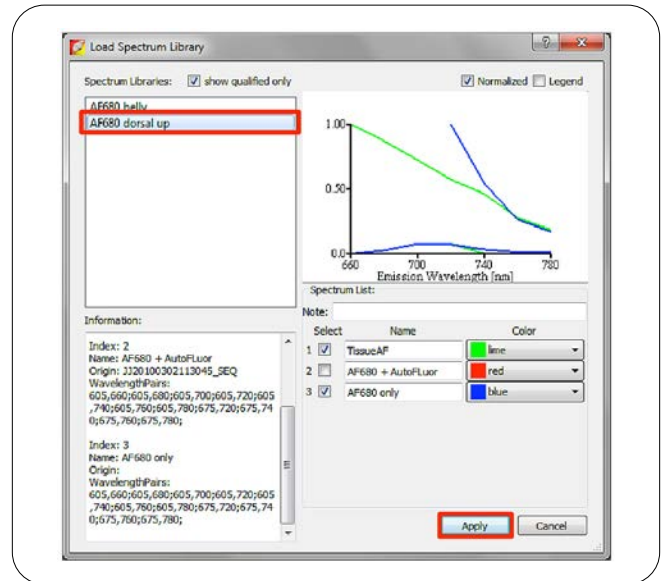 Load Spectrum Library
Spectrum Libraries: show qualified only
Normalized Legend
AF680 belly
AF680 dorsal up
1.00
0.50
0.0
660 700 740 780
Emission Wavelength [nm]
Spectrum List:
Note:
Select Name Color
1 TissueAF lime
2 AF680 + AutoFLuor red
3 AF680 only blue
Information:
Index: 2
Name: AF680 + AutoFLuor
Origin: JJ20100302113045_SEQ
WavelengthPairs:
605,660;605,680;605,700;605,720;605
,740;605,760;605,780;675,720;675,74
0;675,760;675,780;
Index: 3
Name: AF680 only
Origin:
WavelengthPairs:
605,660;605,680;605,700;605,720;605
,740;605,760;605,780;675,720;675,74
0;675,760;675,780;
Apply Cancel